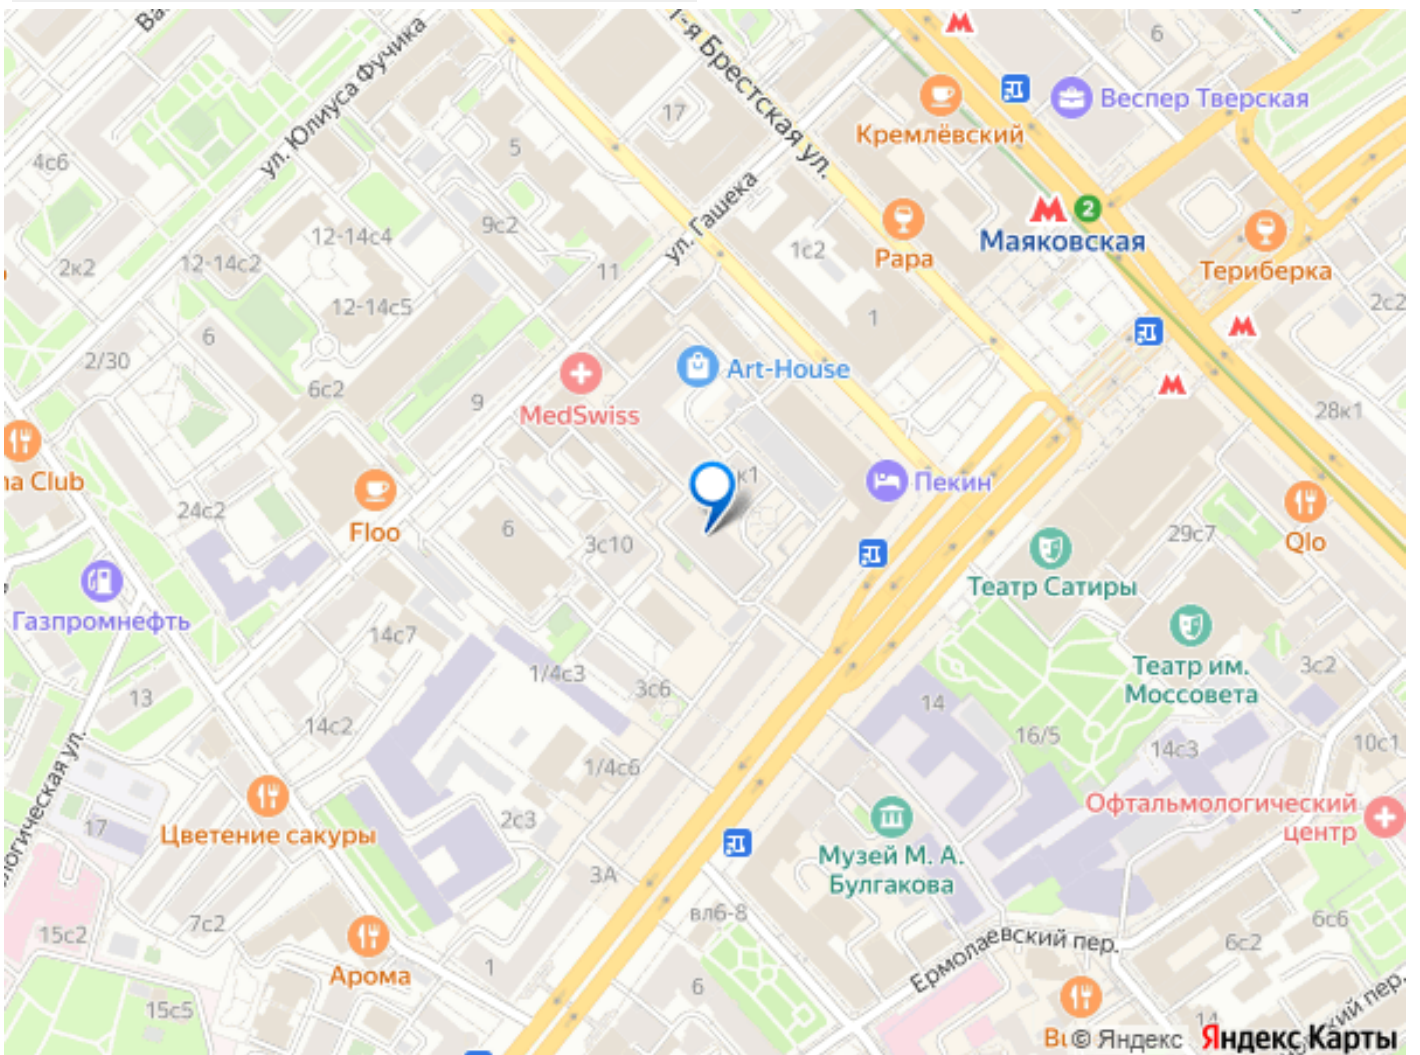 ул. Юлиуса Фучика
1-я Брестская ул.
6
Кремлёвский
Веспер Тверская
17
5
4с6
ул. Гашека
9с2
12-14с4
1с2
Papa
2
Маяковская
Териберка
2к2
12-14с2
11
12-14с5
2с2
1
6
2/30
6с2
Art-House
9
MedSwiss
28к1
к1
Пекин
a Club
24с2
Floo
6
3с10
29с7
Qlo
Театр Сатиры
Газпромнефть
14с7
1/4с3
3с6
Театр им.
Моссовета
3с2
13
14с2
14
16/5
14с3
10с1
1/4с6
Офтальмологический
центр
Цветение сакуры
17
2с3
Музей М. А.
Булгакова
3А
вл6-8
7с2
15с2
6с6
6с2
Ермолаевский пер.
Арома
1
6
15с5
14
кий пер.
© Яндекс
Яндекс Карты